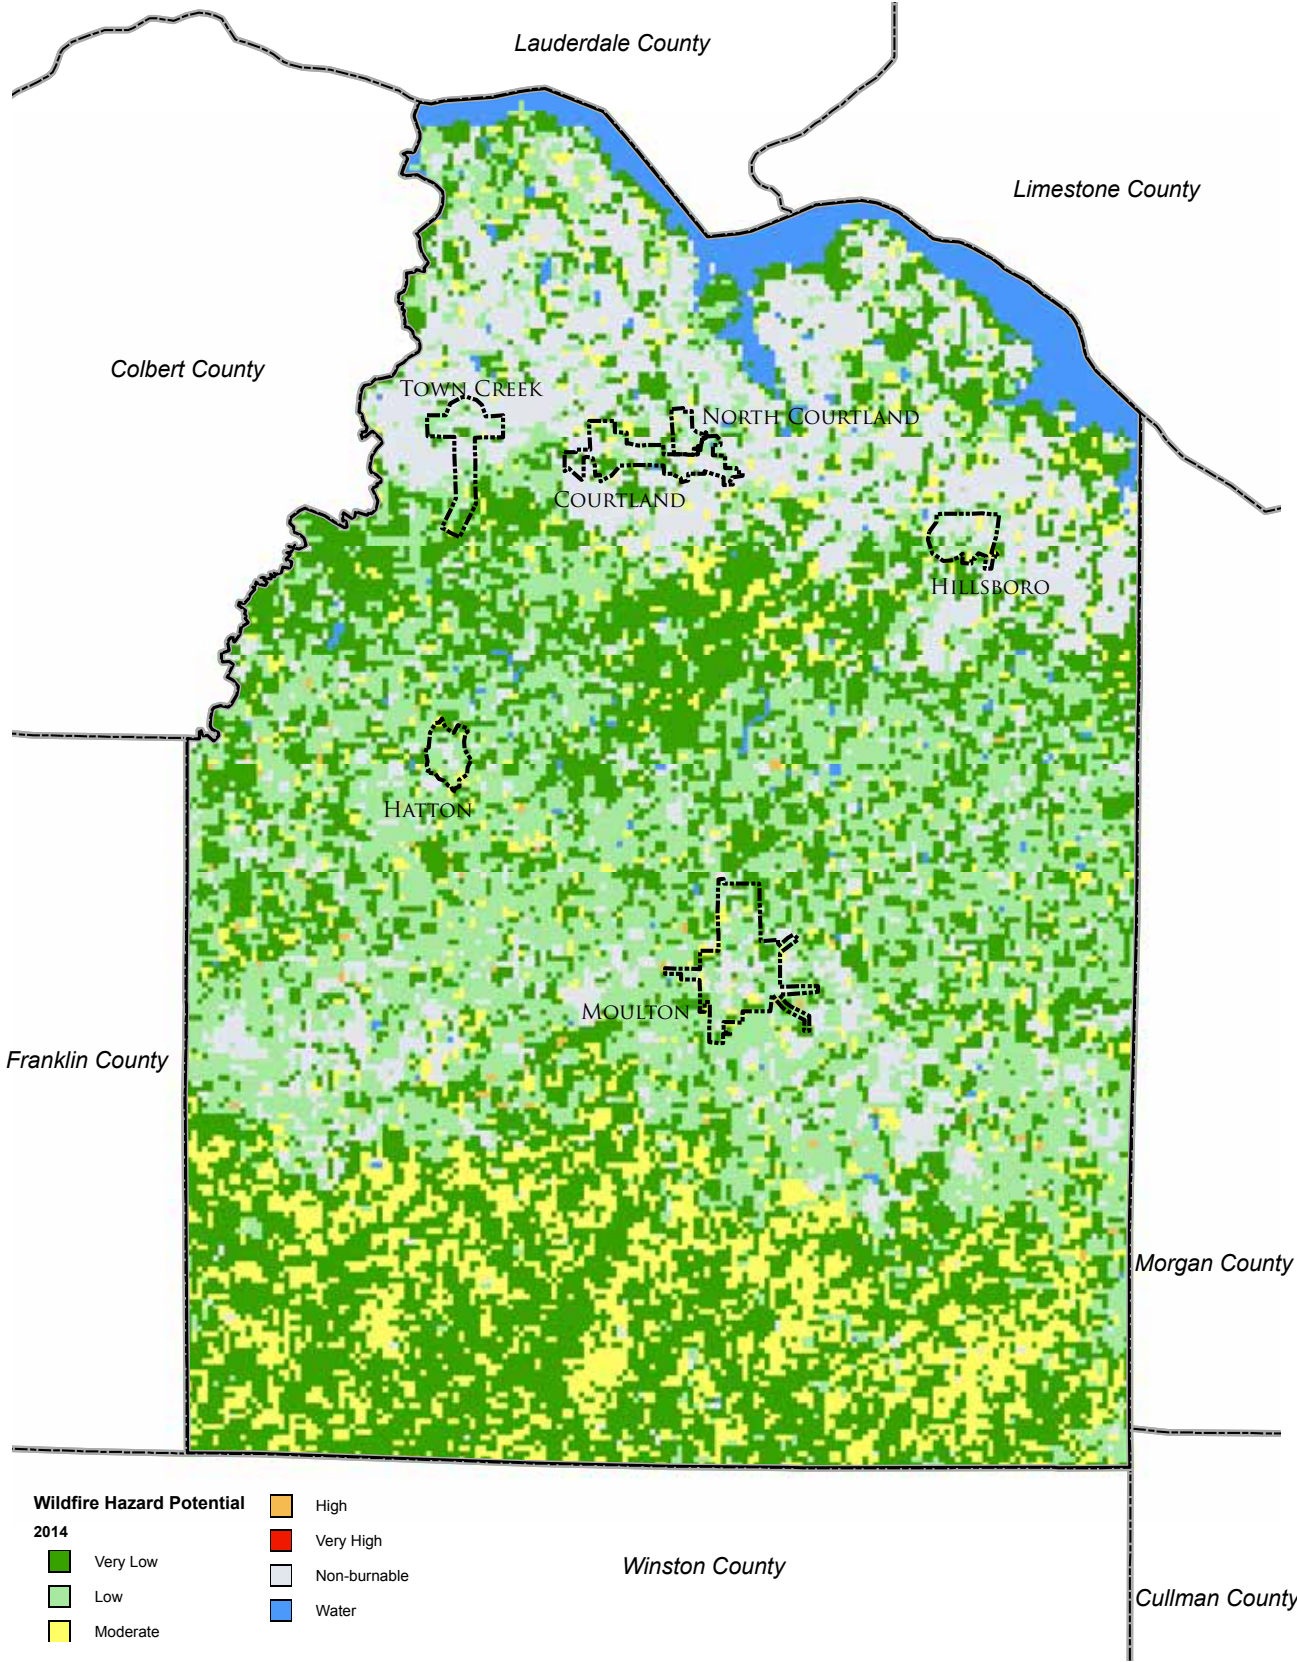 Lauderdale County
Limestone County
Colbert County
TOWN CREEK
NORTH COURTLAND
COURTLAND
HILLSBORO
HATTON
MOULTON
Franklin County
Morgan County
Wildfire Hazard Potential
2014
Very Low
Low
Moderate
High
Very High
Non-burnable
Water
Winston County
Cullman County